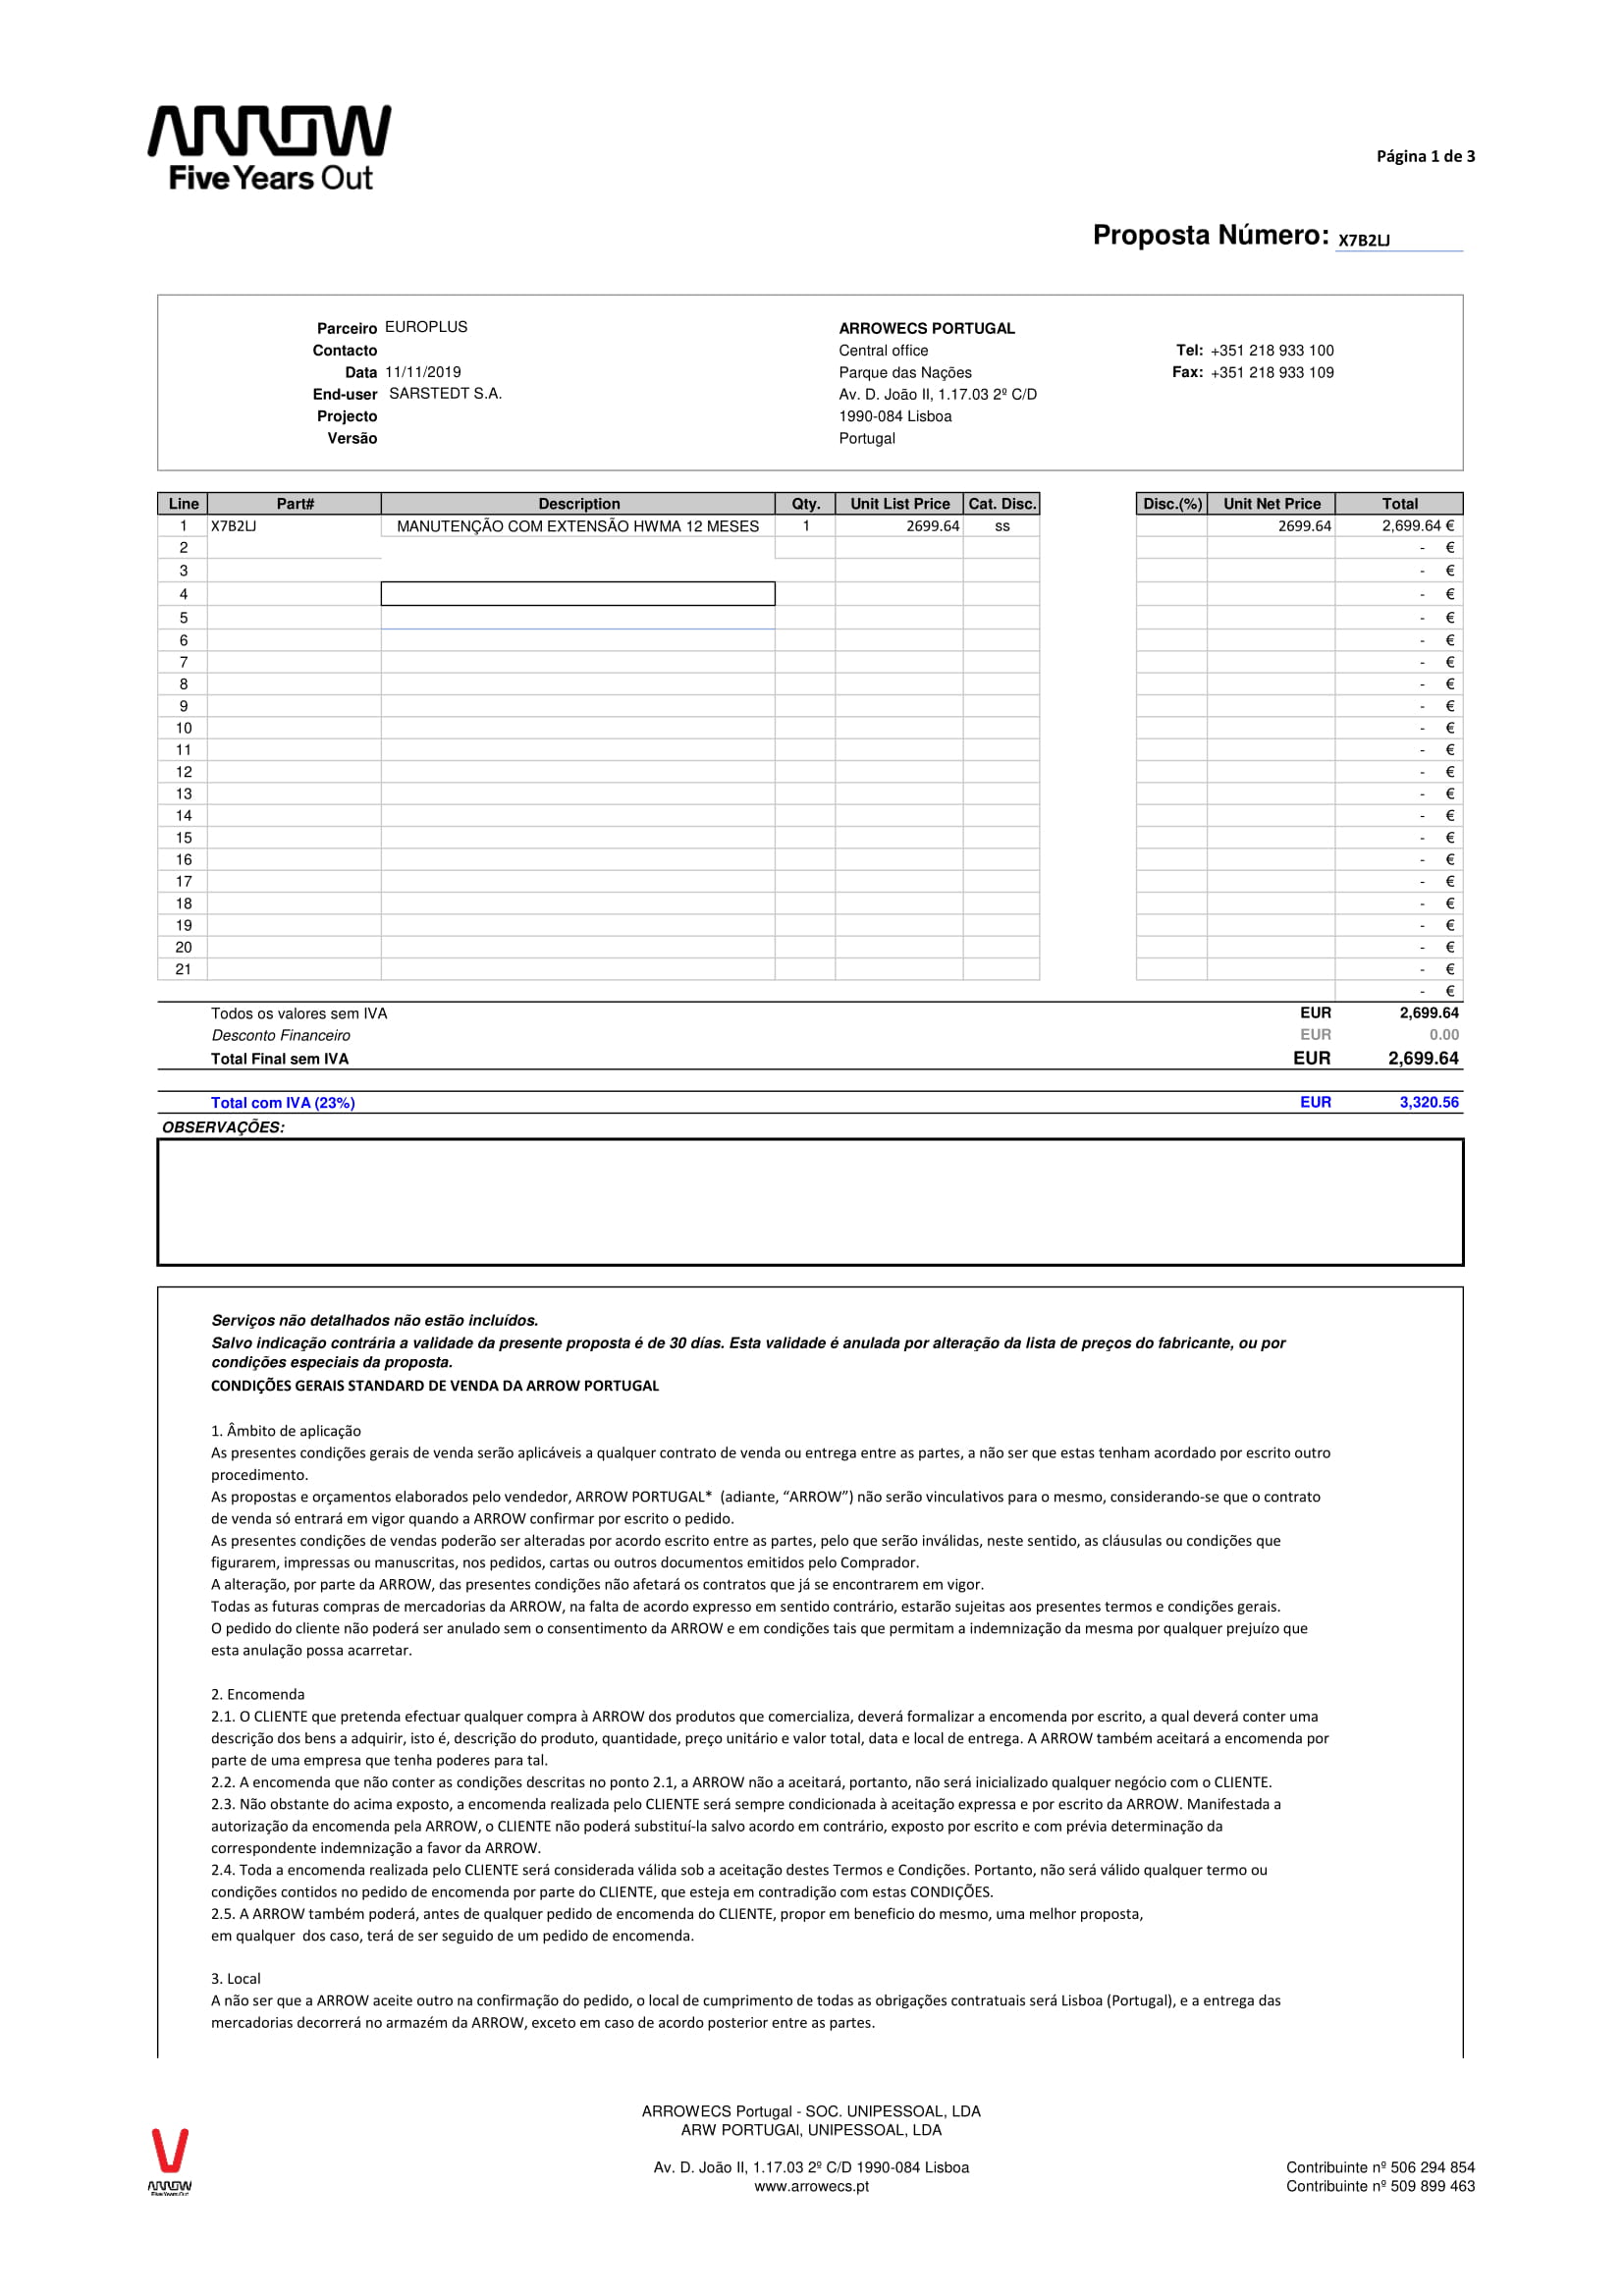 ARROW
Five Years Out
Página 1 de 3
Proposta Número: X7B2LJ
Parceiro EUROPLUS
Contacto
Data 11/11/2019
End-user SARSTEDT S.A.
Projecto
Versão
ARROWECS PORTUGAL
Central office
Parque das Nações
Av. D. João II, 1.17.03 2º C/D
1990-084 Lisboa
Portugal
Tel: +351 218 933 100
Fax: +351 218 933 109
Line Part# Description Qty. Unit List Price Cat. Disc. Disc.(%) Unit Net Price Total
1 X7B2LJ MANUTENÇÃO COM EXTENSÃO HWMA 12 MESES 1 2699.64 ss 2699.64 2,699.64 €
2 - €
3 - €
4 - €
5 - €
6 - €
7 - €
8 - €
9 - €
10 - €
11 - €
12 - €
13 - €
14 - €
15 - €
16 - €
17 - €
18 - €
19 - €
20 - €
21 - €
- €
Todos os valores sem IVA EUR 2,699.64
Desconto Financeiro EUR 0.00
Total Final sem IVA EUR 2,699.64
Total com IVA (23%) EUR 3,320.56
OBSERVAÇÕES:
Serviços não detalhados não estão incluídos.
Salvo indicação contrária a validade da presente proposta é de 30 días. Esta validade é anulada por alteração da lista de preços do fabricante, ou por
condições especiais da proposta.
CONDIÇÕES GERAIS STANDARD DE VENDA DA ARROW PORTUGAL
1. Âmbito de aplicação
As presentes condições gerais de venda serão aplicáveis a qualquer contrato de venda ou entrega entre as partes, a não ser que estas tenham acordado por escrito outro
procedimento.
As propostas e orçamentos elaborados pelo vendedor, ARROW PORTUGAL* (adiante, “ARROW”) não serão vinculativos para o mesmo, considerando-se que o contrato
de venda só entrará em vigor quando a ARROW confirmar por escrito o pedido.
As presentes condições de vendas poderão ser alteradas por acordo escrito entre as partes, pelo que serão inválidas, neste sentido, as cláusulas ou condições que
figurarem, impressas ou manuscritas, nos pedidos, cartas ou outros documentos emitidos pelo Comprador.
A alteração, por parte da ARROW, das presentes condições não afetará os contratos que já se encontrarem em vigor.
Todas as futuras compras de mercadorias da ARROW, na falta de acordo expresso em sentido contrário, estarão sujeitas aos presentes termos e condições gerais.
O pedido do cliente não poderá ser anulado sem o consentimento da ARROW e em condições tais que permitam a indemnização da mesma por qualquer prejuízo que
esta anulação possa acarretar.
2. Encomenda
2.1. O CLIENTE que pretenda efectuar qualquer compra à ARROW dos produtos que comercializa, deverá formalizar a encomenda por escrito, a qual deverá conter uma
descrição dos bens a adquirir, isto é, descrição do produto, quantidade, preço unitário e valor total, data e local de entrega. A ARROW também aceitará a encomenda por
parte de uma empresa que tenha poderes para tal.
2.2. A encomenda que não conter as condições descritas no ponto 2.1, a ARROW não a aceitará, portanto, não será inicializado qualquer negócio com o CLIENTE.
2.3. Não obstante do acima exposto, a encomenda realizada pelo CLIENTE será sempre condicionada à aceitação expressa e por escrito da ARROW. Manifestada a
autorização da encomenda pela ARROW, o CLIENTE não poderá substituí-la salvo acordo em contrário, exposto por escrito e com prévia determinação da
correspondente indemnização a favor da ARROW.
2.4. Toda a encomenda realizada pelo CLIENTE será considerada válida sob a aceitação destes Termos e Condições. Portanto, não será válido qualquer termo ou
condições contidos no pedido de encomenda por parte do CLIENTE, que esteja em contradição com estas CONDIÇÕES.
2.5. A ARROW também poderá, antes de qualquer pedido de encomenda do CLIENTE, propor em beneficio do mesmo, uma melhor proposta,
em qualquer dos caso, terá de ser seguido de um pedido de encomenda.
3. Local
A não ser que a ARROW aceite outro na confirmação do pedido, o local de cumprimento de todas as obrigações contratuais será Lisboa (Portugal), e a entrega das
mercadorias decorrerá no armazém da ARROW, exceto em caso de acordo posterior entre as partes.
ARROWECS Portugal - SOC. UNIPESSOAL, LDA
ARW PORTUGAl, UNIPESSOAL, LDA
Av. D. João II, 1.17.03 2º C/D 1990-084 Lisboa
www.arrowecs.pt
Contribuinte nº 506 294 854
Contribuinte nº 509 899 463
ARROW
Five Years Out